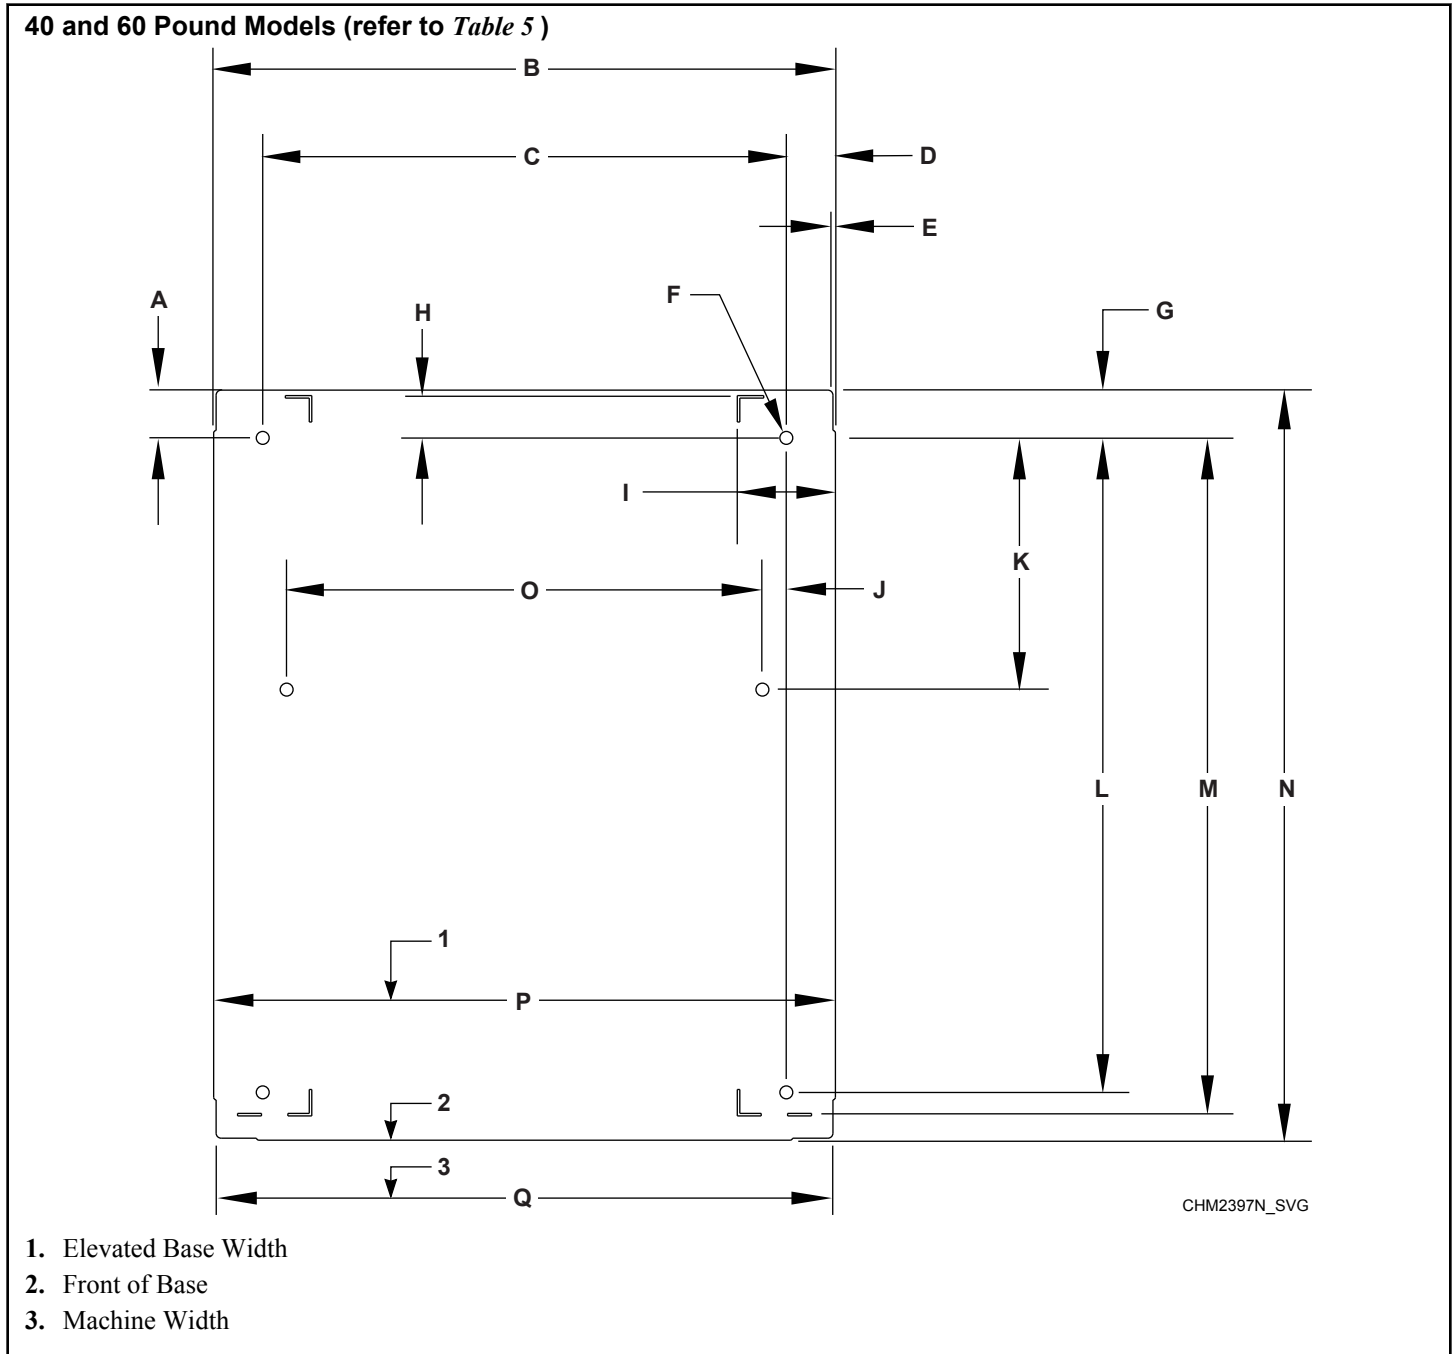 40 and 60 Pound Models (refer to Table 5 )
B
C
D
E
A
H
F
G
I
K
O
J
L
M
N
1
P
2
3
Q
CHM2397N_SVG
1. Elevated Base Width
2. Front of Base
3. Machine Width